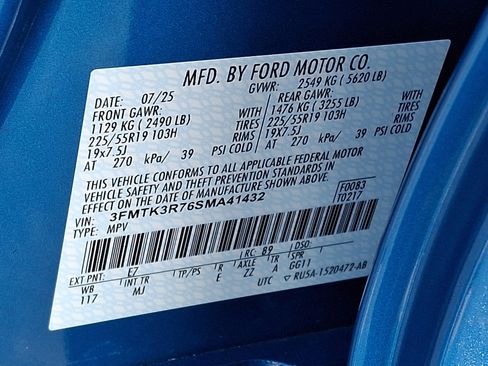 MFD. BY FORD MOTOR CO.
DATE: 07/25 GVWR: 2549 KG ( 5620 LB)
FRONT GAWR: REAR GAWR:
1129 KG ( 2490 LB) 1476 KG ( 3255 LB)
225/55R19 103H TIRES 225/55R19 103H TIRES
19x7.5J RIMS 19x7.5J RIMS
AT 270 kPa/ 39 PSI COLD AT 270 kPa/ 39 PSI COLD
THIS VEHICLE CONFORMS TO ALL APPLICABLE FEDERAL MOTOR
VEHICLE SAFETY AND THEFT PREVENTION STANDARDS IN
EFFECT ON THE DATE OF MANUFACTURE SHOWN ABOVE.
VIN: 3FMTK3R76SMA41432 F0083
TYPE: MPV T0217
EXT PNT: E7 RC: 89 DSO:
WB INT TR TP/PS R AXLE TR SPR
117 MJ E ZZ A GG11
UTC ▽ RU5A-1520472-AB